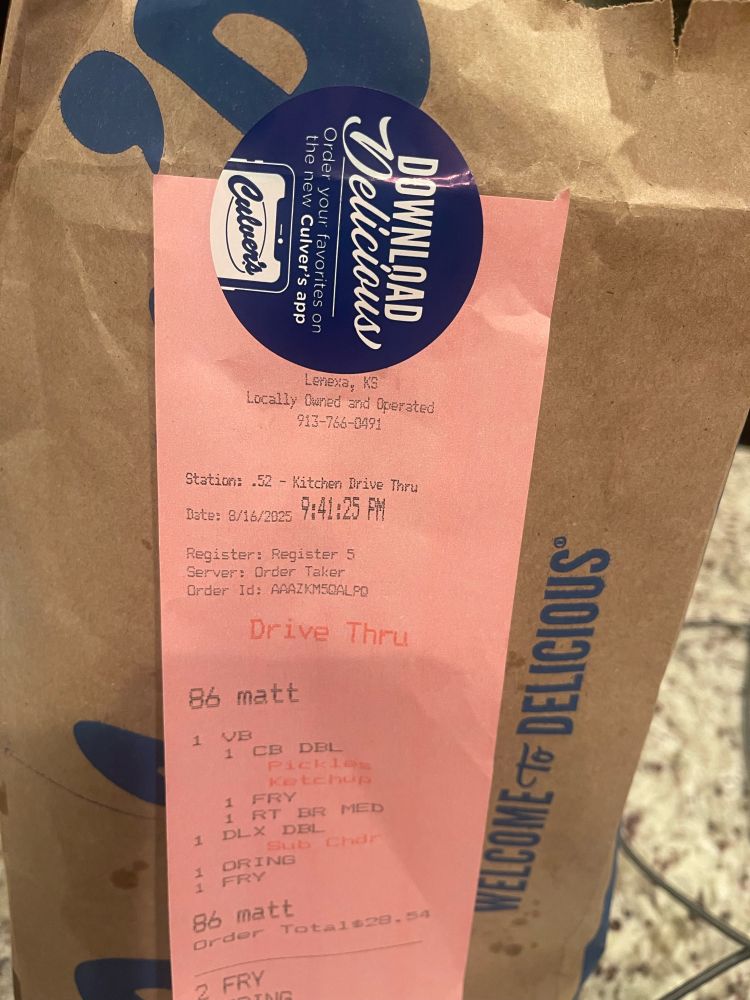 DOWNLOAD
Delicious
Order your favorites on
the new Culver's app
Culver's
Lenexa, KS
Locally Owned and Operated
913-766-0491
Station: .52 - Kitchen Drive Thru
Date: 8/16/2025 9:41:25 PM
Register: Register 5
Server: Order Taker
Order Id: AAAZKM5QALPQ
Drive Thru
86 matt
1 VB
1 CB DBL
Pickles
Ketchup
1 FRY
1 RT BR MED
1 DLX DBL
Sub Chdr
1 ORING
1 FRY
86 matt
Order Total$28.54
2 FRY
WELCOME To DELICIOUS®